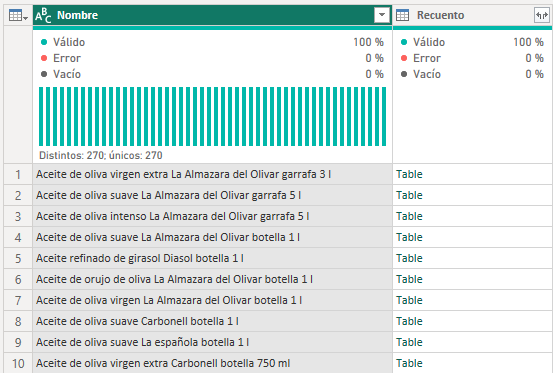 ABC Nombre Recuento
Válido 100 % Válido 100 %
Error 0 % Error 0 %
Vacío 0 % Vacío 0 %
Distintos: 270; únicos: 270
1 Aceite de oliva virgen extra La Almazara del Olivar garrafa 3 l Table
2 Aceite de oliva suave La Almazara del Olivar garrafa 5 l Table
3 Aceite de oliva intenso La Almazara del Olivar garrafa 5 l Table
4 Aceite de oliva suave La Almazara del Olivar botella 1 l Table
5 Aceite refinado de girasol Diasol botella 1 l Table
6 Aceite de orujo de oliva La Almazara del Olivar botella 1 l Table
7 Aceite de oliva virgen La Almazara del Olivar botella 1 l Table
8 Aceite de oliva suave Carbonell botella 1 l Table
9 Aceite de oliva suave La española botella 1 l Table
10 Aceite de oliva virgen extra Carbonell botella 750 ml Table